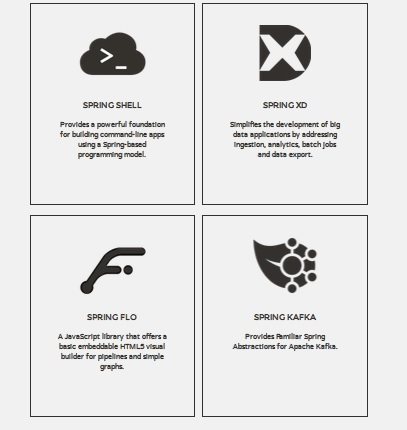 SPRING SHELL
Provides a powerful foundation
for building command-line apps
using a Spring-based
programming model.
SPRING XD
Simplifies the development of big
data applications by addressing
ingestion, analytics, batch jobs
and data export.
SPRING FLO
A JavaScript library that offers a
basic embeddable HTML5 visual
builder for pipelines and simple
graphs.
SPRING KAFKA
Provides Familiar Spring
Abstractions for Apache Kafka.